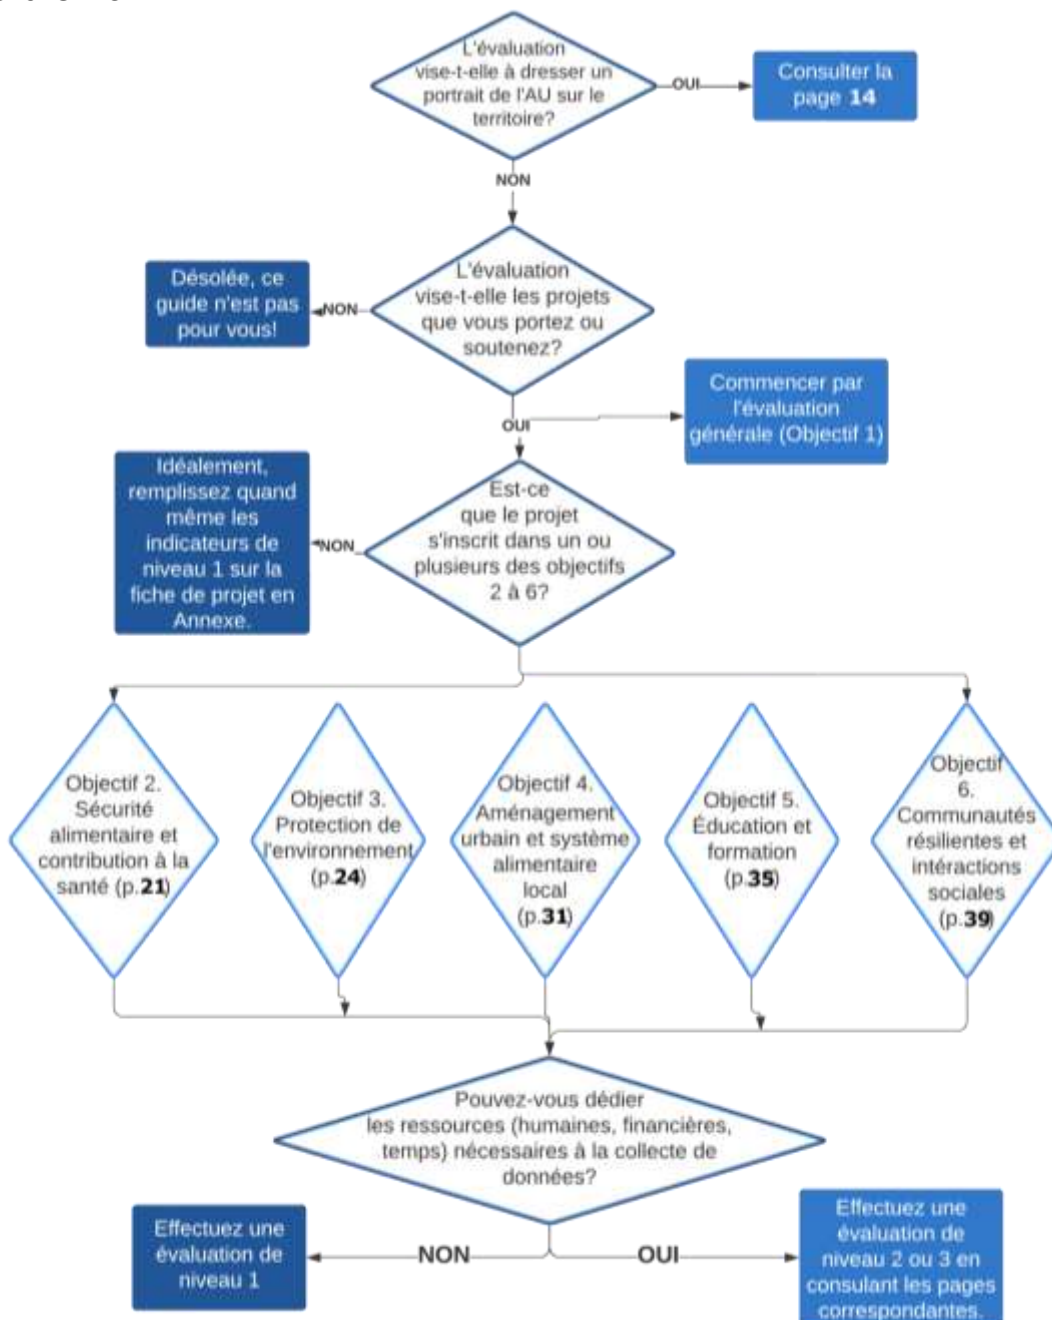 L'évaluation
vise-t-elle à dresser un
portrait de l'AU sur le
territoire?
OUI
Consulter la
page 14
NON
L'évaluation
vise-t-elle les projets
que vous portez ou
soutenez?
NON
Désolée, ce
guide n'est pas
pour vous!
OUI
Commencer par
l'évaluation
générale (Objectif 1)
Est-ce
que le projet
s'inscrit dans un ou
plusieurs des objectifs
2 à 6?
NON
Idéalement,
remplissez quand
même les
indicateurs de
niveau 1 sur la
fiche de projet en
Annexe.
Objectif 2.
Sécurité
alimentaire et
contribution à la
santé (p.21)
Objectif 3.
Protection de
l'environnement
(p.24)
Objectif 4.
Aménagement
urbain et système
alimentaire
local
(p.31)
Objectif 5.
Éducation et
formation
(p.35)
Objectif
6.
Communautés
résilientes et
intéractions
sociales
(p.39)
Pouvez-vous dédier
les ressources (humaines, financières,
temps) nécessaires à la collecte de
données?
NON
Effectuez une
évaluation de
niveau 1
OUI
Effectuez une
évaluation de
niveau 2 ou 3 en
consulant les pages
correspondantes.